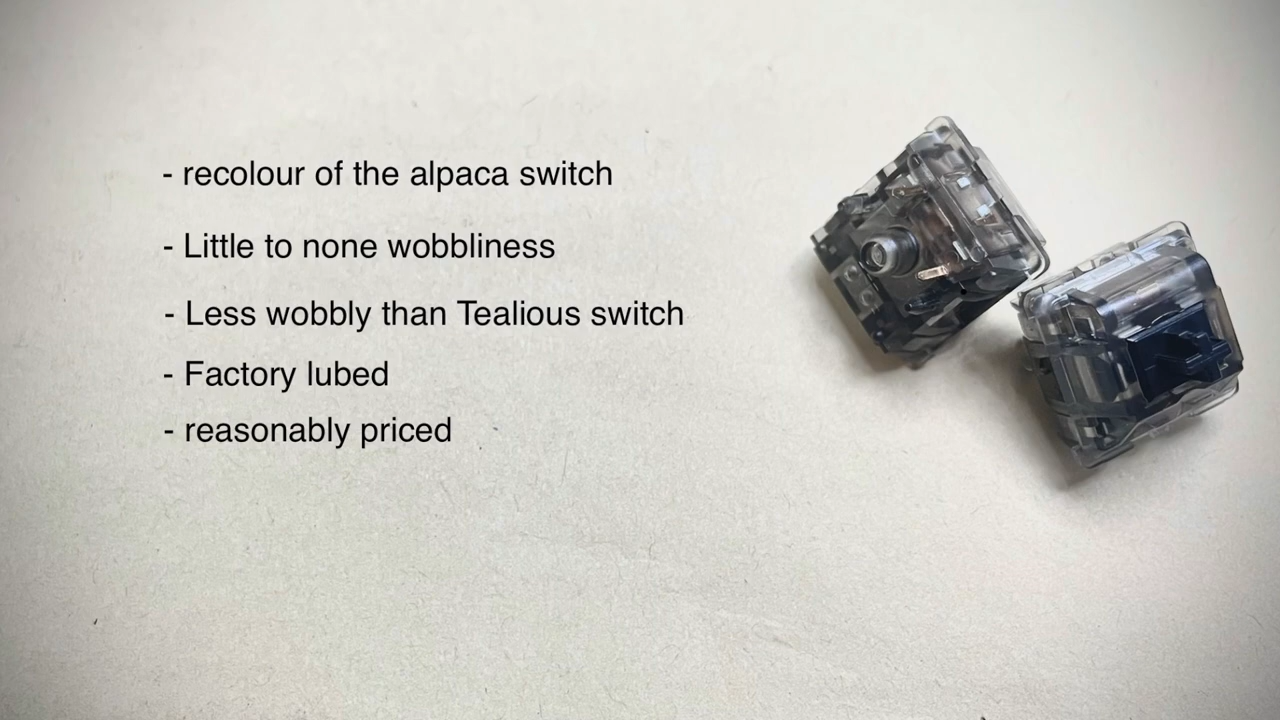 - recolour of the alpaca switch
- Little to none wobbliness
- Less wobbly than Tealious switch
- Factory lubed
- reasonably priced